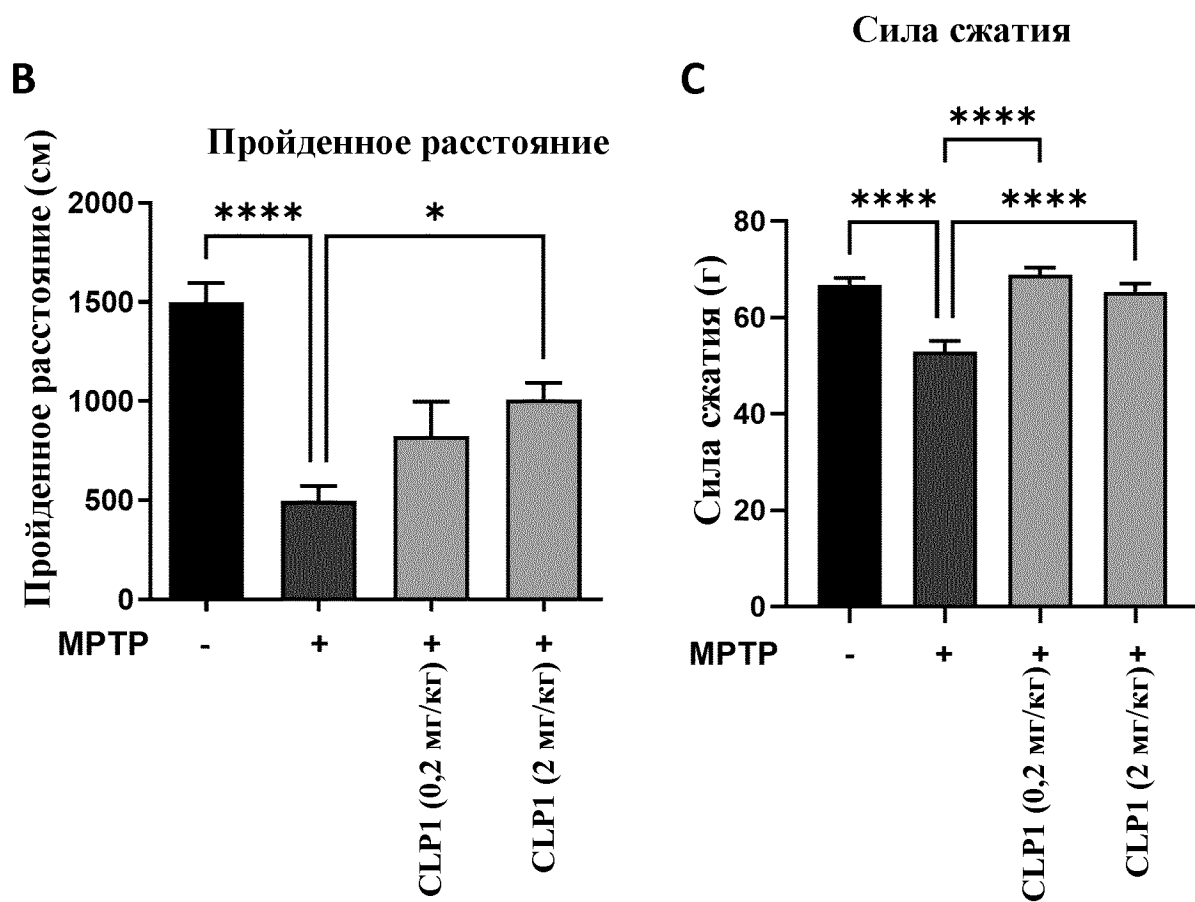 B
Пройденное расстояние
Пройденное расстояние (см)
2000
1500
1000
500
0
**** *
MPTP - + + +
CLP1 (0,2 мг/кг)
CLP1 (2 мг/кг)
Сила сжатия
C
Сила сжатия (г)
80
60
40
20
0
****
**** ****
MPTP - + + +
CLP1 (0,2 мг/кг)
CLP1 (2 мг/кг)